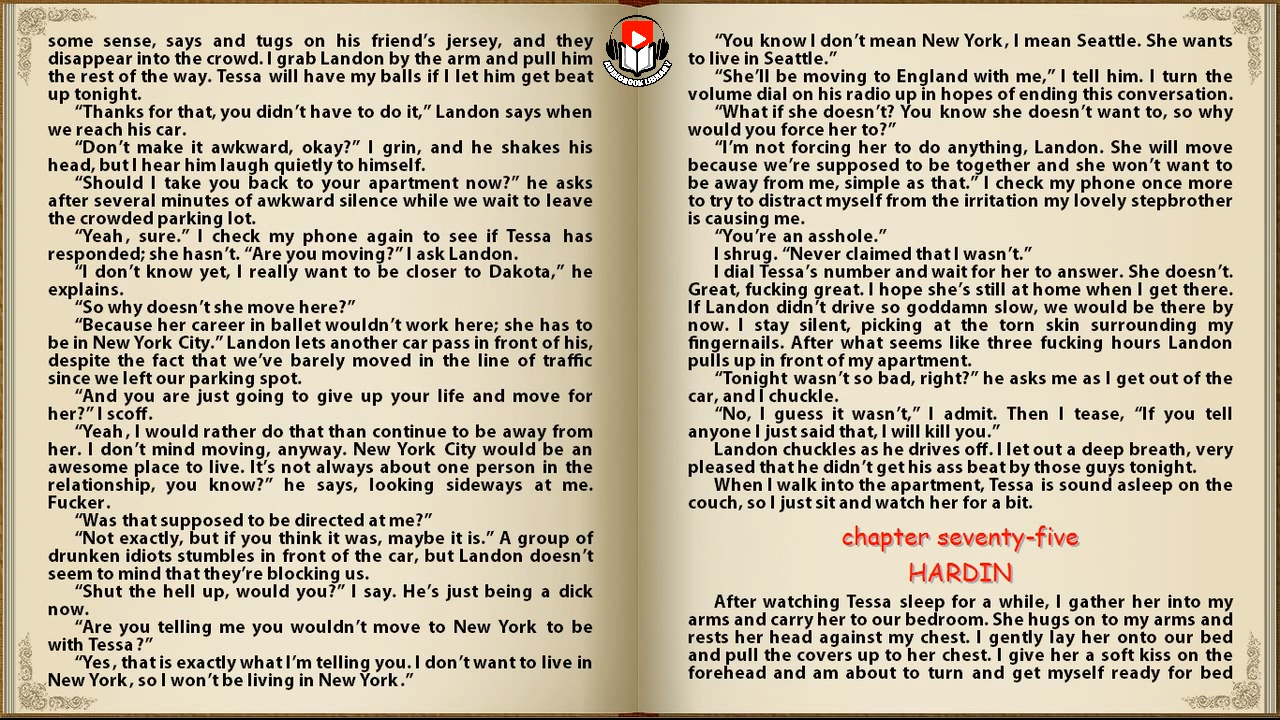 some sense, says and tugs on his friend's jersey, and they
disappear into the crowd. I grab Landon by the arm and pull him
the rest of the way. Tessa will have my balls if I let him get beat
up tonight.
“Thanks for that, you didn't have to do it,” Landon says when
we reach his car.
“Don't make it awkward, okay?” I grin, and he shakes his
head, but I hear him laugh quietly to himself.
“Should I take you back to your apartment now?” he asks
after several minutes of awkward silence while we wait to leave
the crowded parking lot.
“Yeah, sure.” I check my phone again to see if Tessa has
responded; she hasn't. “Are you moving?” I ask Landon.
“I don't know yet, I really want to be closer to Dakota,” he
explains.
“So why doesn't she move here?”
“Because her career in ballet wouldn't work here; she has to
be in New York City.” Landon lets another car pass in front of his,
despite the fact that we've barely moved in the line of traffic
since we left our parking spot.
“And you are just going to give up your life and move for
her?” I scoff.
“Yeah, I would rather do that than continue to be away from
her. I don't mind moving, anyway. New York City would be an
awesome place to live. It's not always about one person in the
relationship, you know?” he says, looking sideways at me.
Fucker.
“Was that supposed to be directed at me?”
“Not exactly, but if you think it was, maybe it is.” A group of
drunken idiots stumbles in front of the car, but Landon doesn't
seem to mind that they're blocking us.
“Shut the hell up, would you?” I say. He's just being a dick
now.
“Are you telling me you wouldn't move to New York to be
with Tessa?”
“Yes, that is exactly what I'm telling you. I don't want to live in
New York, so I won't be living in New York.”
AUDIOBOOK LIBRARY
“You know I don't mean New York, I mean Seattle. She wants
to live in Seattle.”
“She'll be moving to England with me,” I tell him. I turn the
volume dial on his radio up in hopes of ending this conversation.
“What if she doesn't? You know she doesn't want to, so why
would you force her to?”
“I'm not forcing her to do anything, Landon. She will move
because we're supposed to be together and she won't want to
be away from me, simple as that.” I check my phone once more
to try to distract myself from the irritation my lovely stepbrother
is causing me.
“You're an asshole.”
I shrug. “Never claimed that I wasn't.”
I dial Tessa's number and wait for her to answer. She doesn't.
Great, fucking great. I hope she's still at home when I get there.
If Landon didn't drive so goddamn slow, we would be there by
now. I stay silent, picking at the torn skin surrounding my
fingernails. After what seems like three fucking hours Landon
pulls up in front of my apartment.
“Tonight wasn't so bad, right?” he asks me as I get out of the
car, and I chuckle.
“No, I guess it wasn't,” I admit. Then I tease, “If you tell
anyone I just said that, I will kill you.”
Landon chuckles as he drives off. I let out a deep breath, very
pleased that he didn't get his ass beat by those guys tonight.
When I walk into the apartment, Tessa is sound asleep on the
couch, so I just sit and watch her for a bit.
chapter seventy-five
HARDIN
After watching Tessa sleep for a while, I gather her into my
arms and carry her to our bedroom. She hugs on to my arms and
rests her head against my chest. I gently lay her onto our bed
and pull the covers up to her chest. I give her a soft kiss on the
forehead and am about to turn and get myself ready for bed